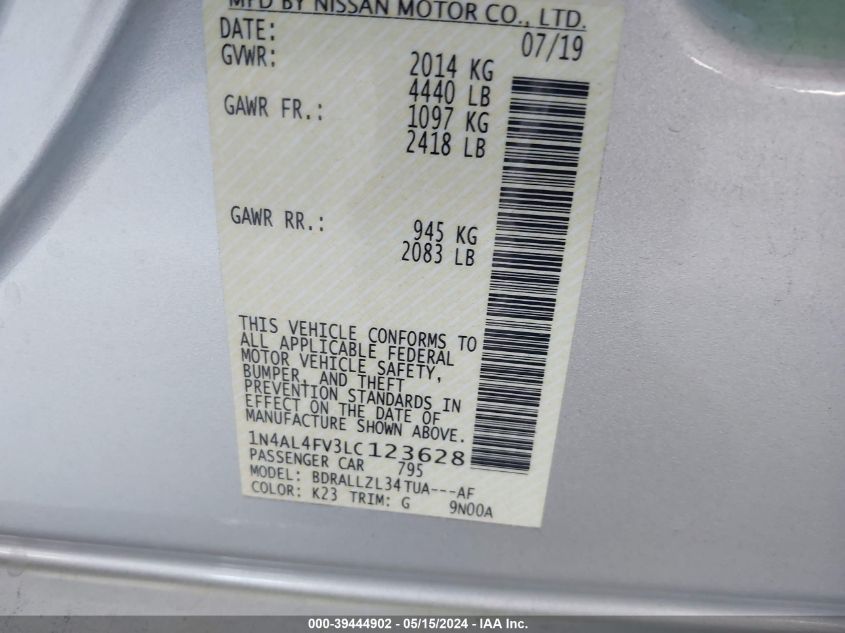 MFD BY NISSAN MOTOR CO., LTD.
DATE: 07/19
GVWR: 2014 KG
4440 LB
GAWR FR.: 1097 KG
2418 LB
GAWR RR.: 945 KG
2083 LB
THIS VEHICLE CONFORMS TO
ALL APPLICABLE FEDERAL
MOTOR VEHICLE SAFETY,
BUMPER, AND THEFT
PREVENTION STANDARDS IN
EFFECT ON THE DATE OF
MANUFACTURE SHOWN ABOVE.
1N4AL4FV3LC123628
PASSENGER CAR 795
MODEL: BDRALLZL34TUA---AF
COLOR: K23 TRIM: G 9N00A
000-39444902 - 05/15/2024 - IAA Inc.